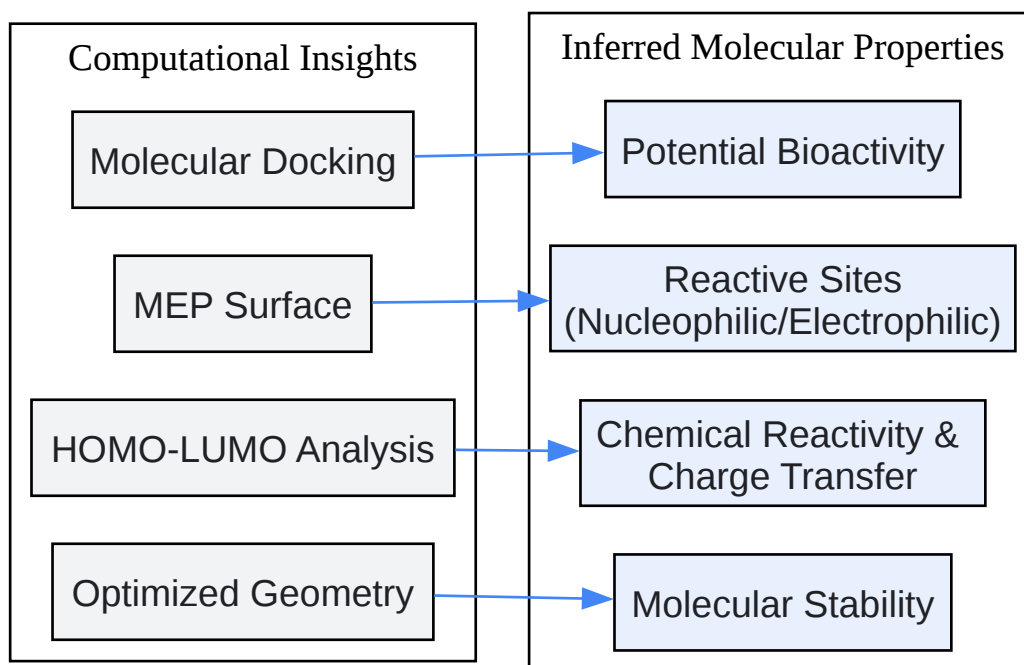 Computational Insights
Molecular Docking
MEP Surface
HOMO-LUMO Analysis
Optimized Geometry
Inferred Molecular Properties
Potential Bioactivity
Reactive Sites
(Nucleophilic/Electrophilic)
Chemical Reactivity &
Charge Transfer
Molecular Stability